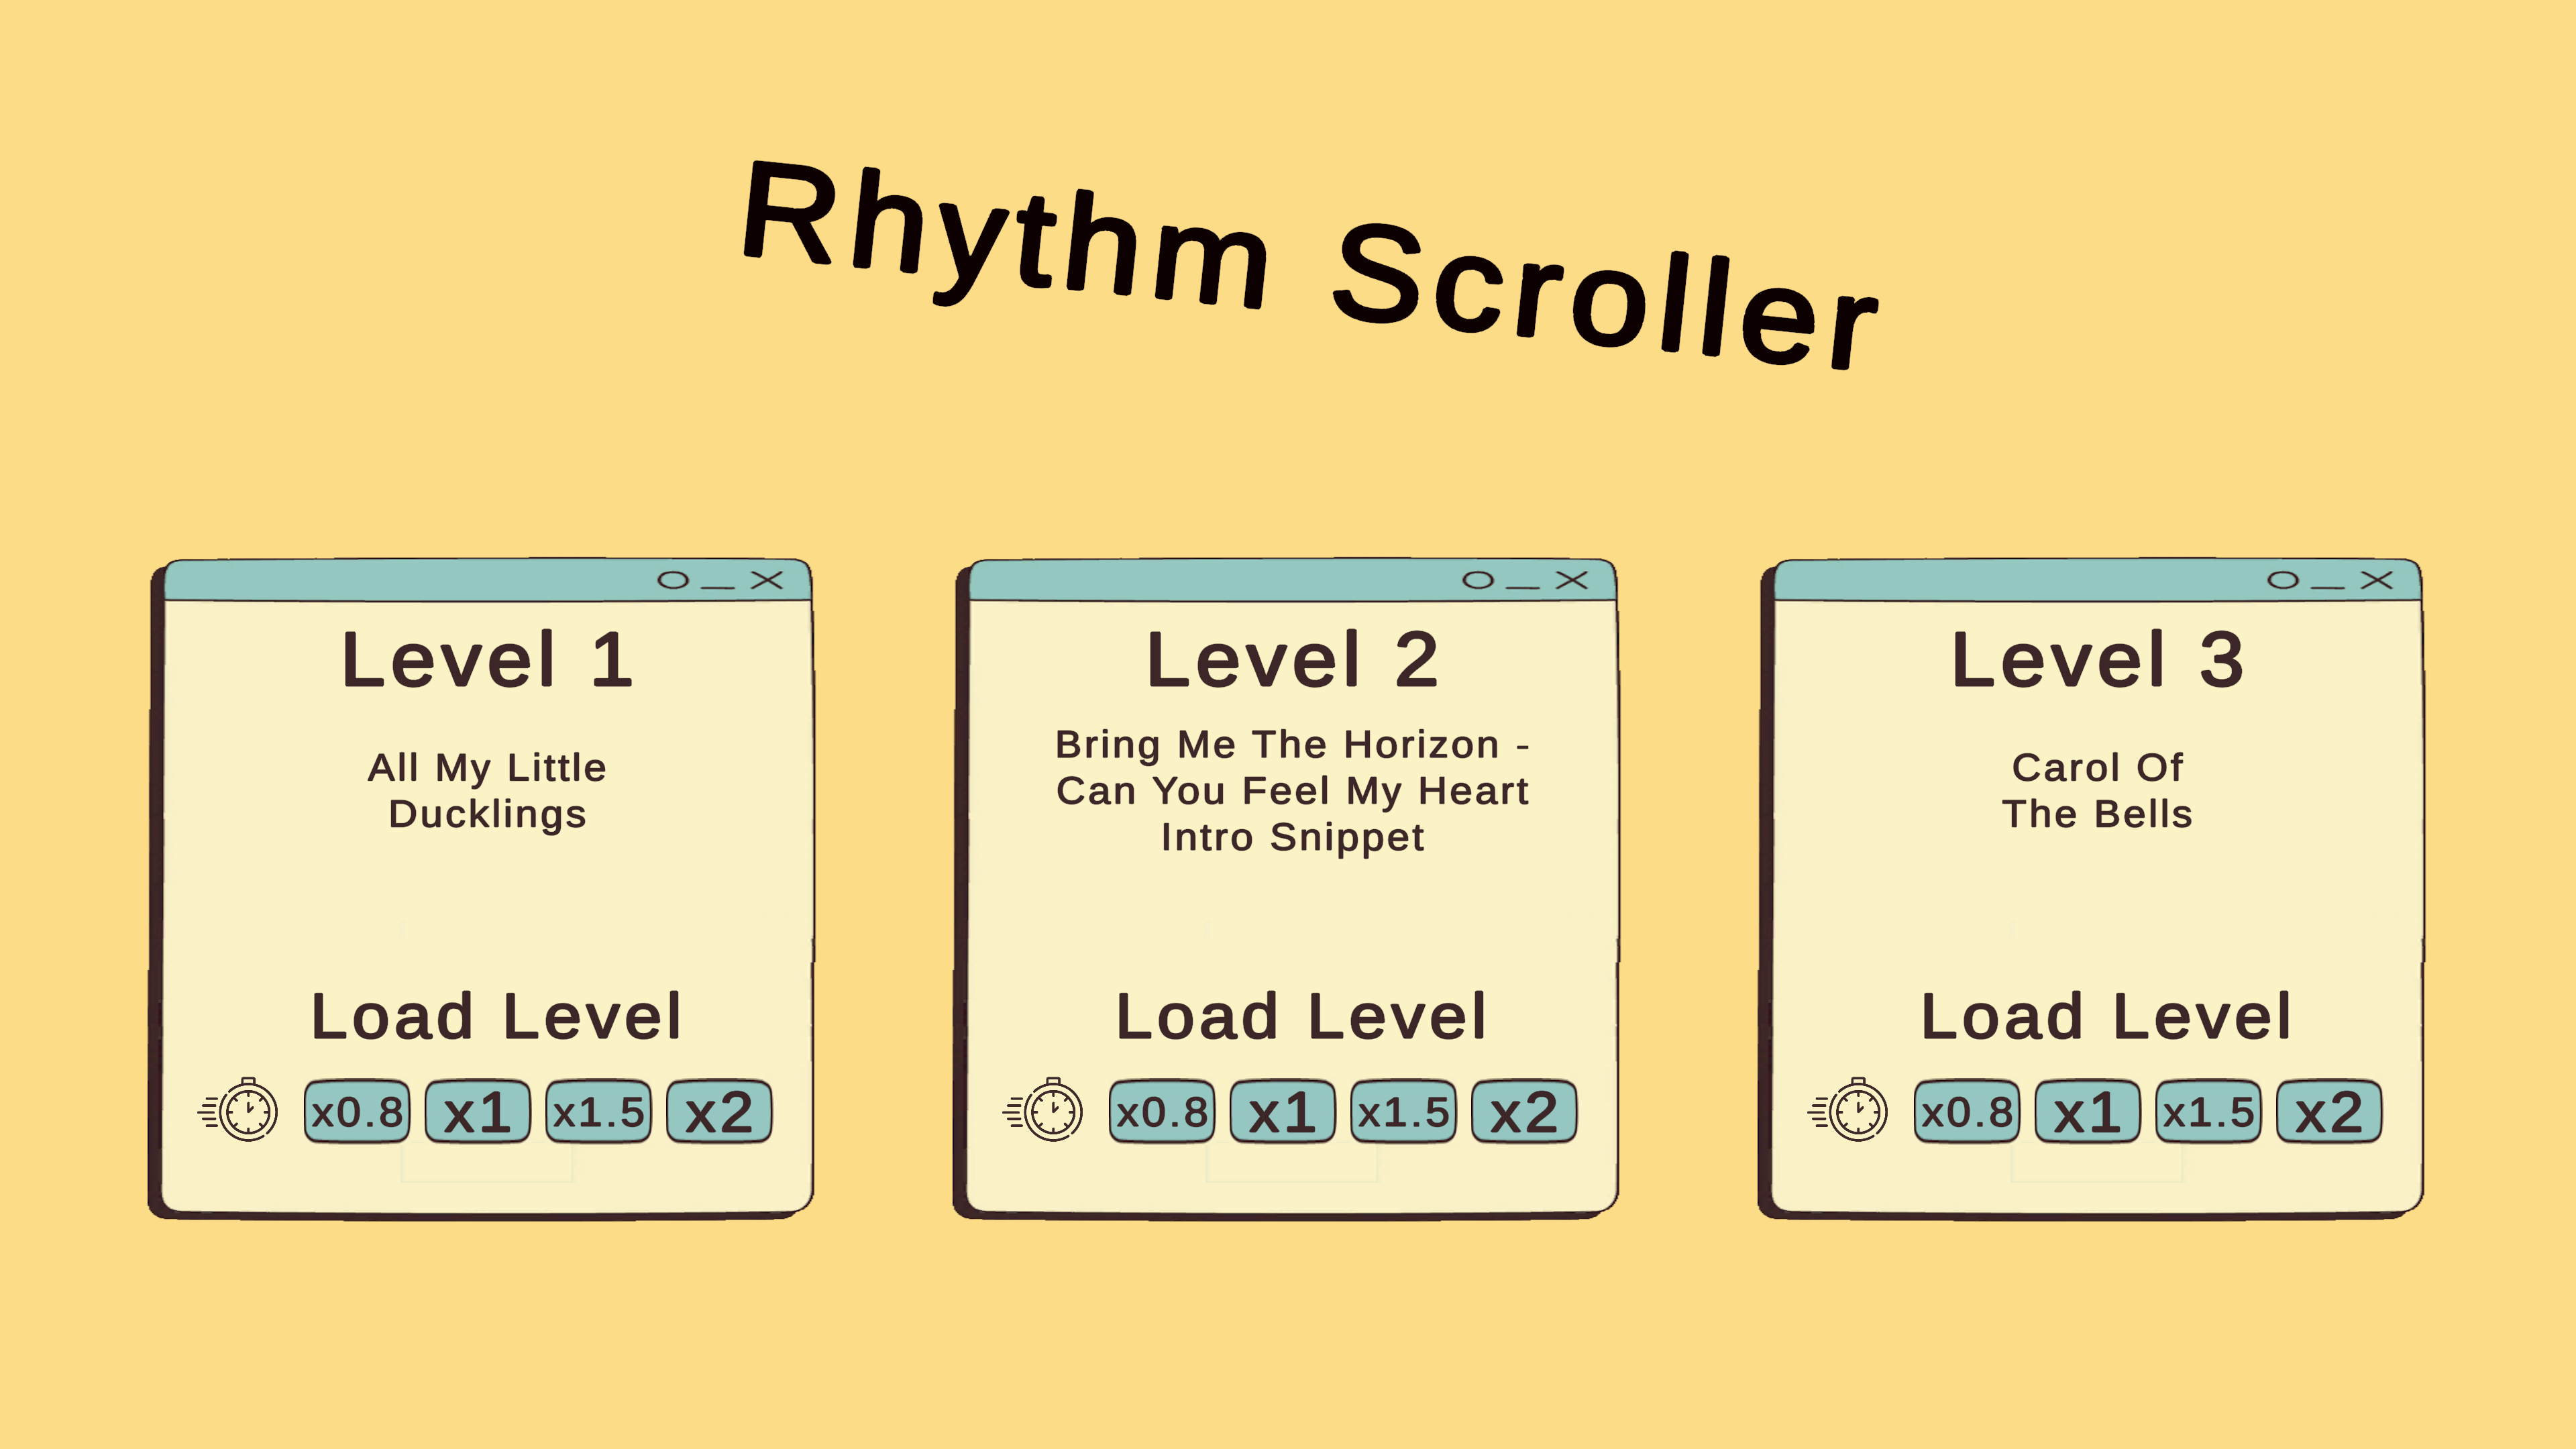 Rhythm Scroller
Level 1
All My Little
Ducklings
Load Level
x0.8 x1 x1.5 x2
Level 2
Bring Me The Horizon -
Can You Feel My Heart
Intro Snippet
Load Level
x0.8 x1 x1.5 x2
Level 3
Carol Of
The Bells
Load Level
x0.8 x1 x1.5 x2